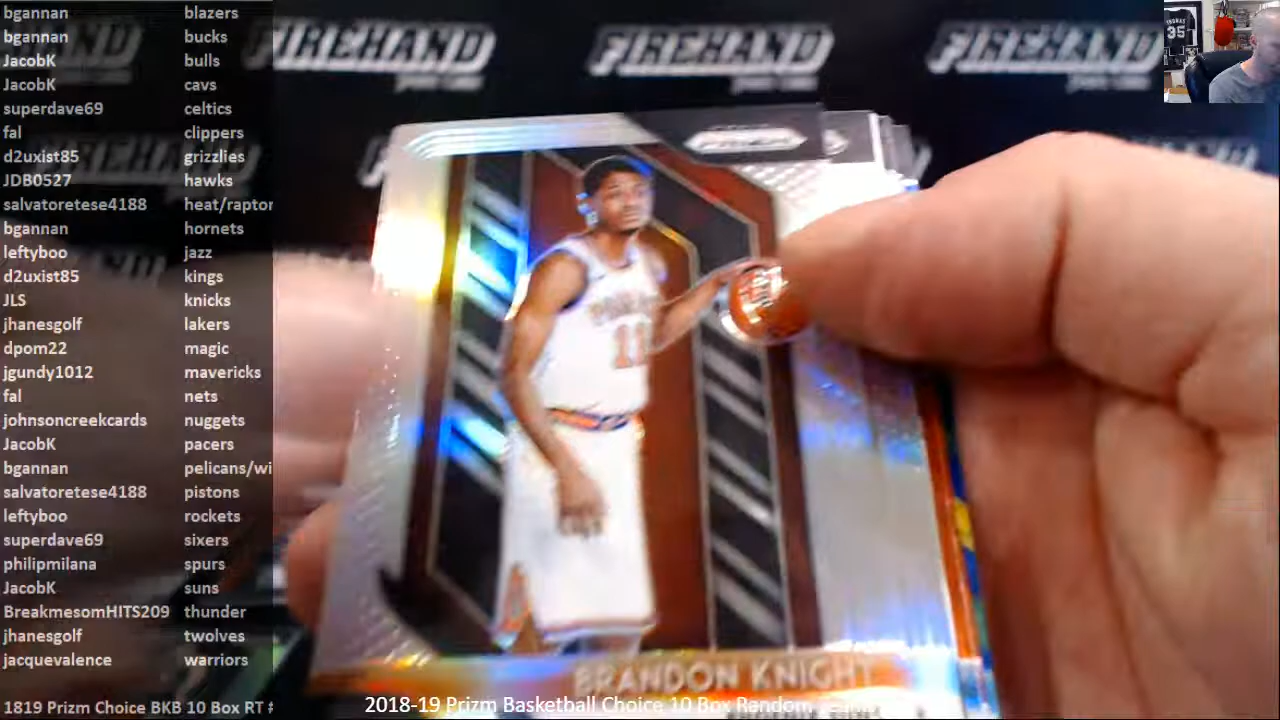 bgannan blazers
bgannan bucks
JacobK bulls
JacobK cavs
superdave69 celtics
fal clippers
d2uxist85 grizzlies
JDB0527 hawks
salvatoretese4188 heat/raptor
bgannan hornets
leftyboo jazz
d2uxist85 kings
JLS knicks
jhanesgolf lakers
dpom22 magic
jgundy1012 mavericks
fal nets
johnsoncreekcards nuggets
JacobK pacers
bgannan pelicans/wi
salvatoretese4188 pistons
leftyboo rockets
superdave69 sixers
philipmilana spurs
JacobK suns
BreakmesomHITS209 thunder
jhanesgolf twolves
jacquevalence warriors
1819 Prizm Choice BKB 10 Box RT #
FIREHAND FIREHAND FIREHAND
35
PRIZM
11
BRANDON KNIGHT
2018-19 Prizm Basketball Choice 10 Box Random